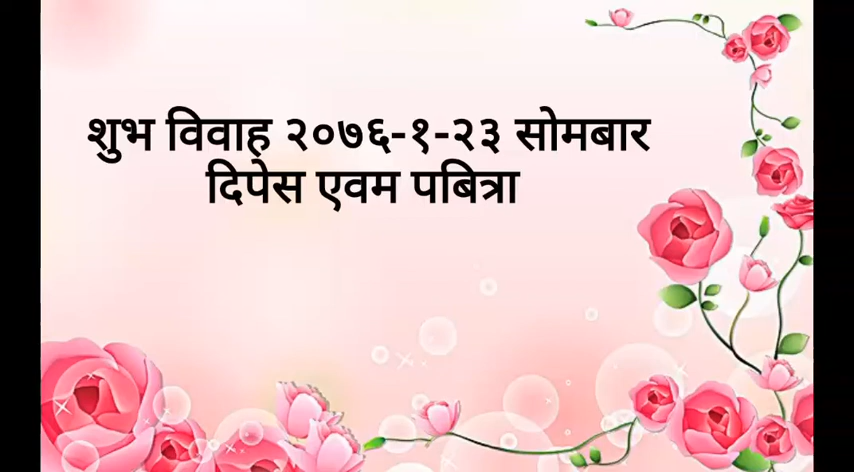 शुभ विवाह २०७६-१-२३ सोमबार
दिपेस एवम पबित्रा